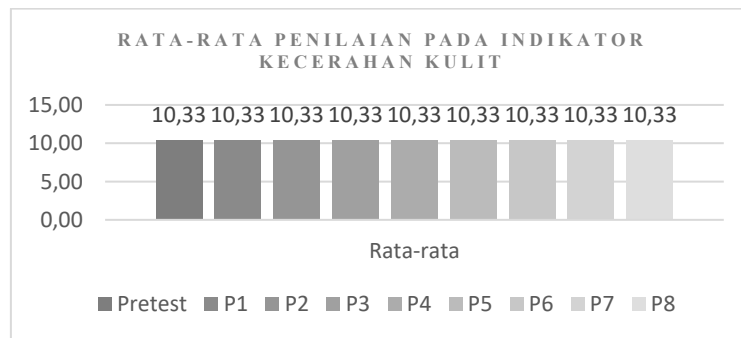 RATA-RATA PENILAIAN PADA INDIKATOR
KECERAHAN KULIT
15,00
10,33 10,33 10,33 10,33 10,33 10,33 10,33 10,33 10,33
10,00
5,00
0,00
Rata-rata
Pretest P1 P2 P3 P4 P5 P6 P7 P8